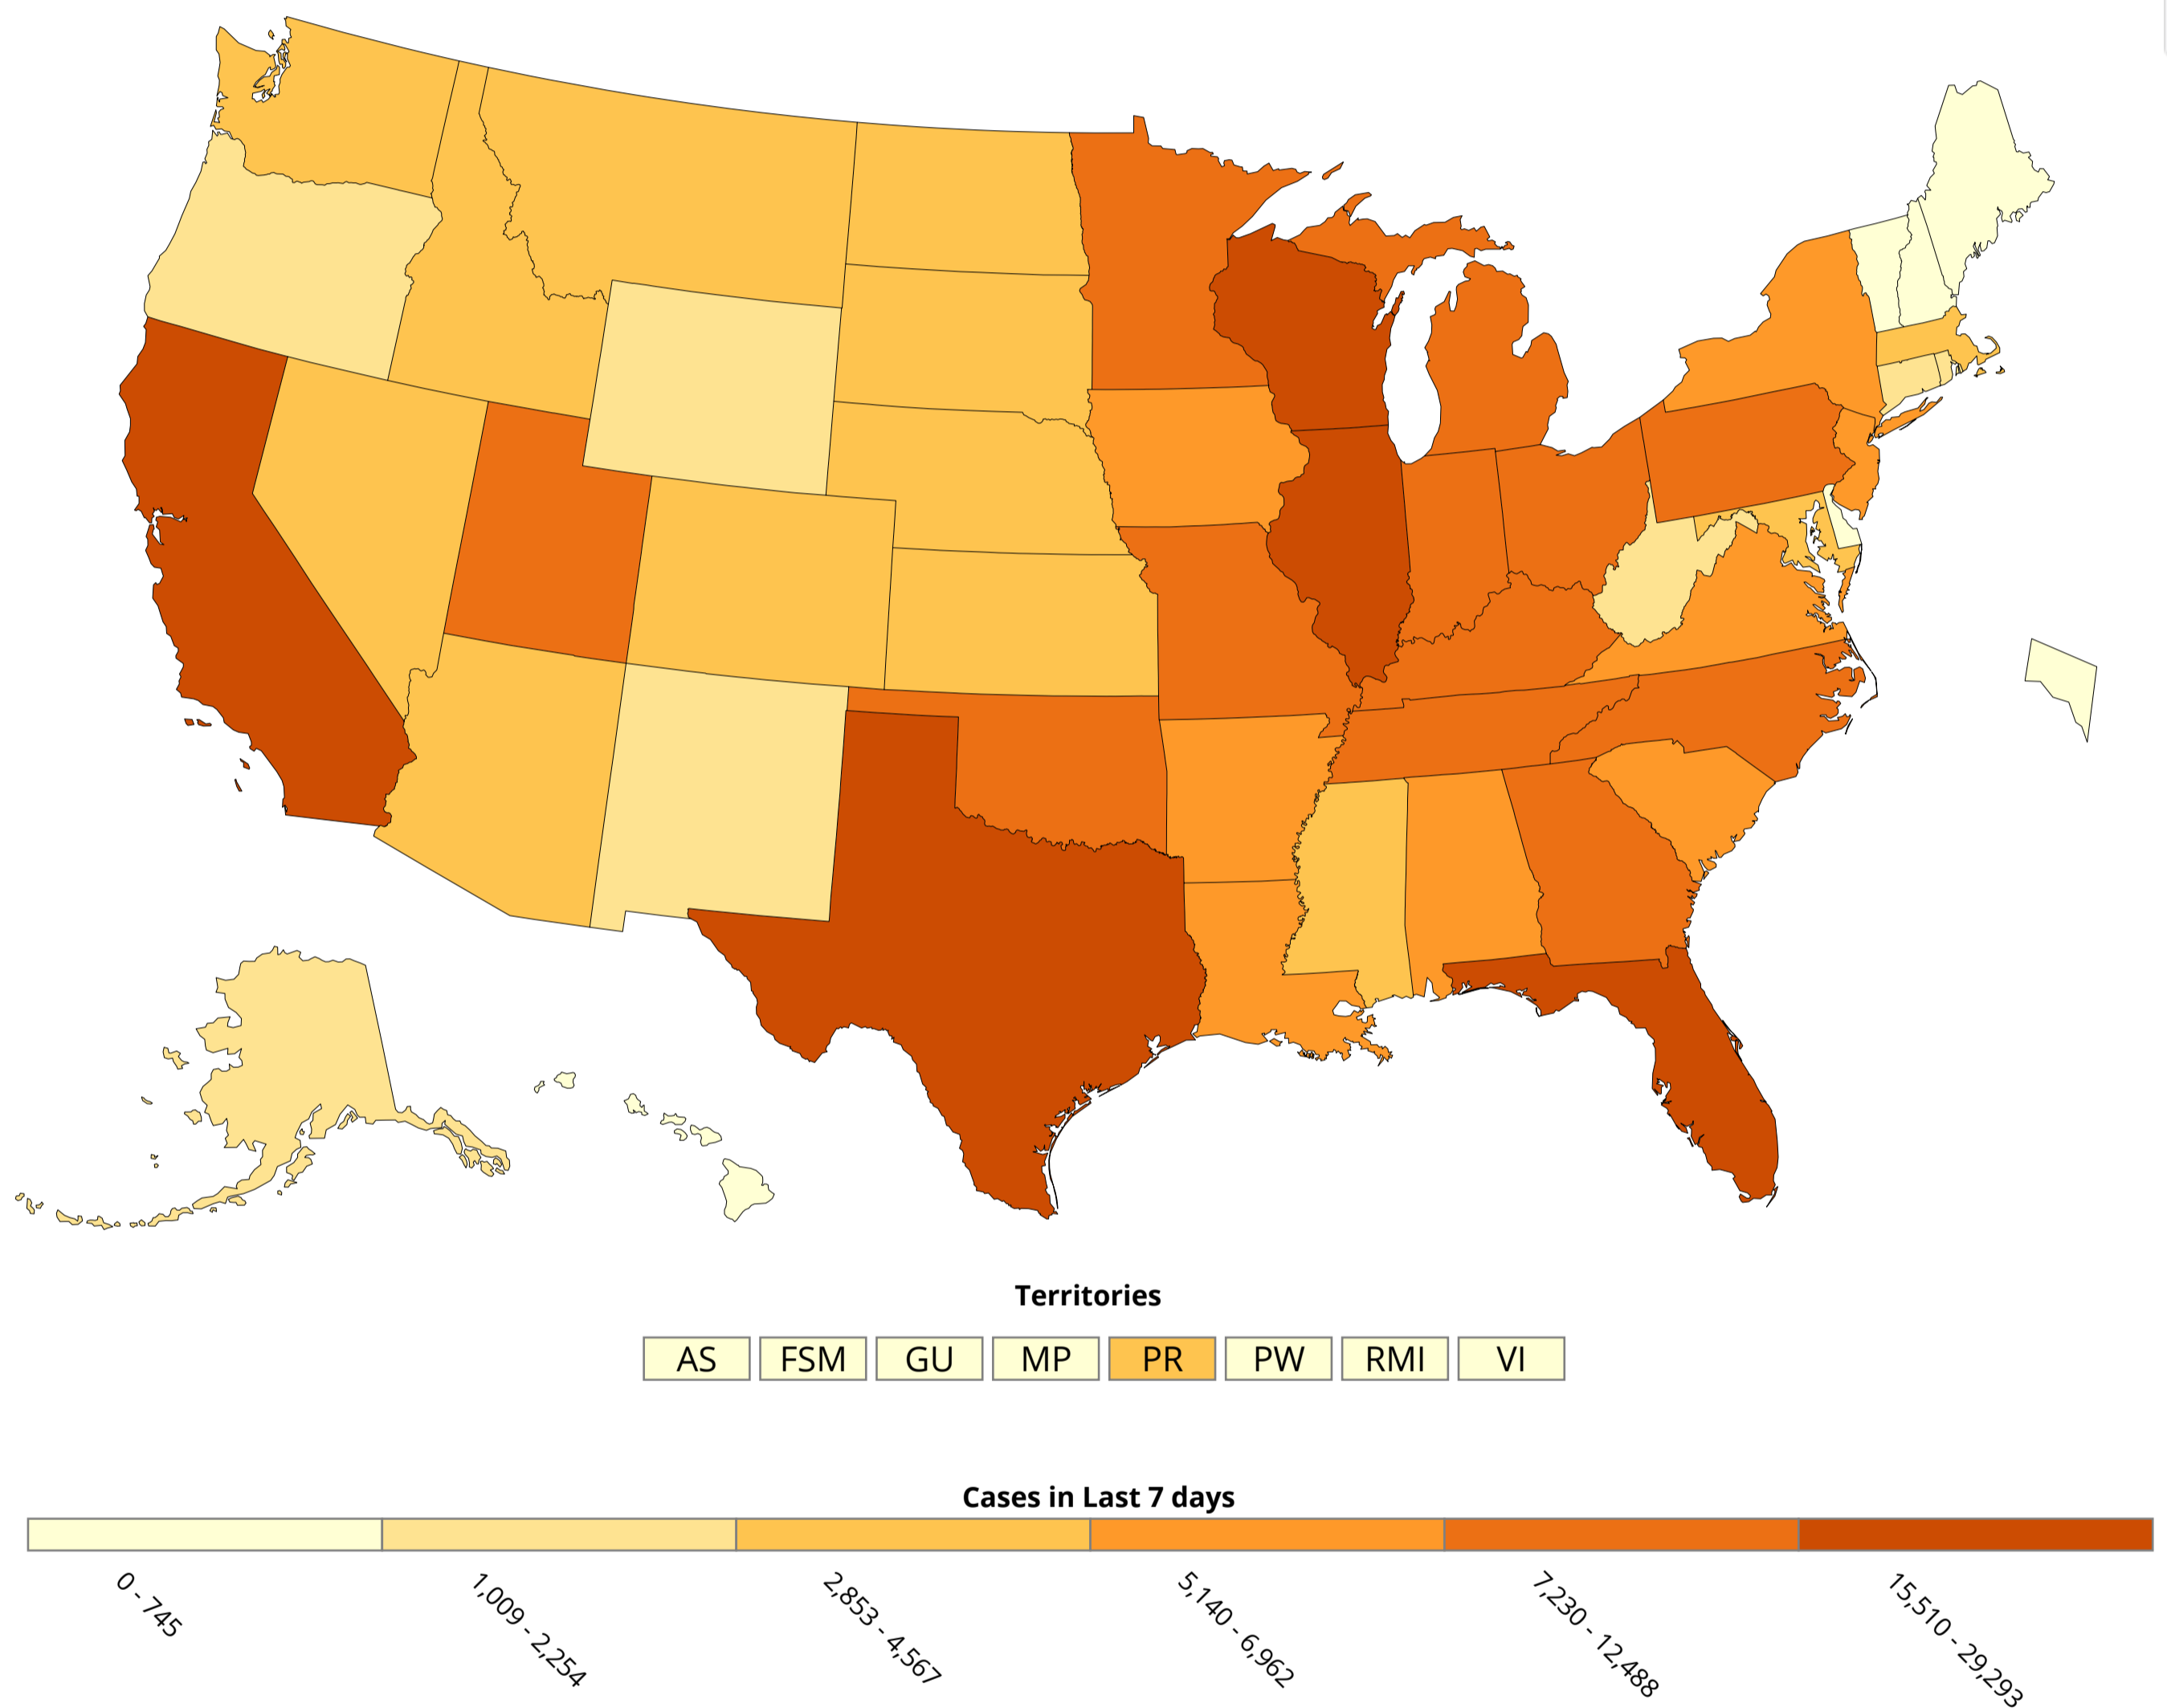 Territories
AS FSM GU MP PR PW RMI VI
Cases in Last 7 days
0 - 745
1,009 - 2,254
2,853 - 4,567
5,140 - 6,962
7,230 - 12,488
15,510 - 29,293